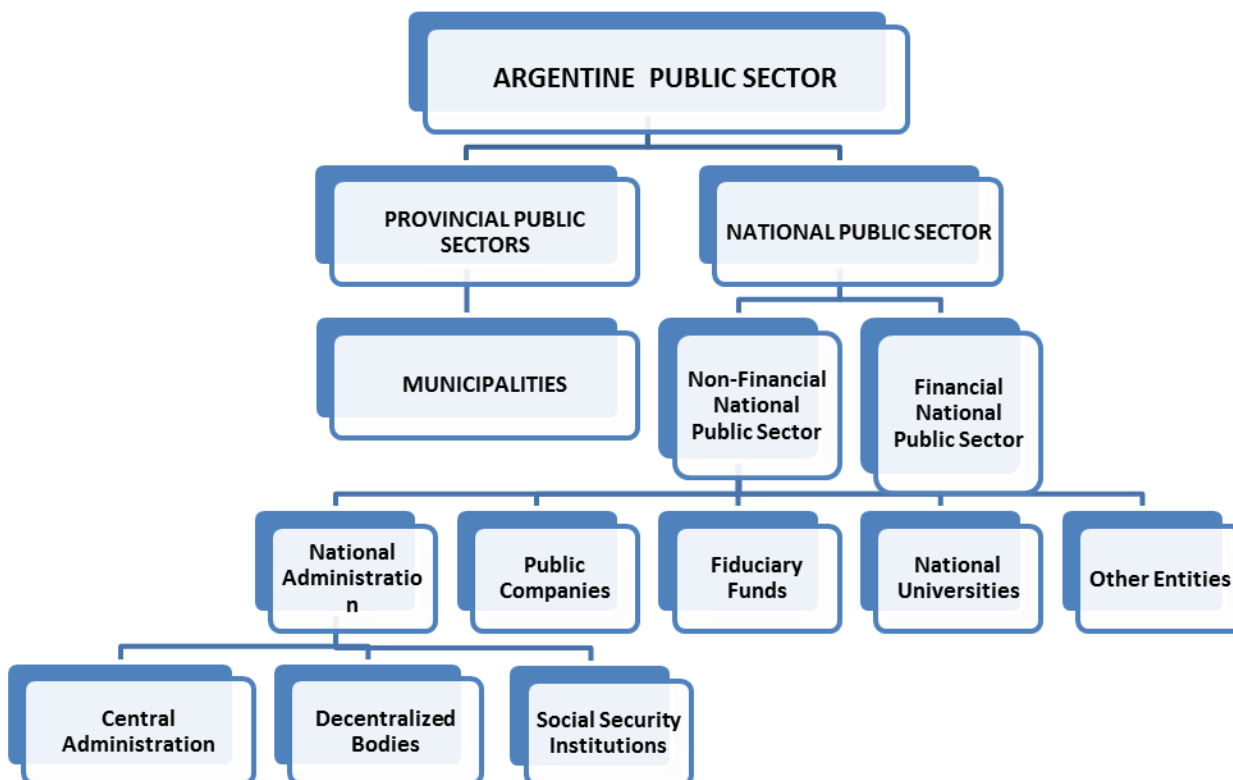 ARGENTINE PUBLIC SECTOR
PROVINCIAL PUBLIC
SECTORS
NATIONAL PUBLIC SECTOR
MUNICIPALITIES
Non-Financial
National
Public Sector
Financial
National
Public Sector
National
Administratio
n
Public
Companies
Fiduciary
Funds
National
Universities
Other Entities
Central
Administration
Decentralized
Bodies
Social Security
Institutions